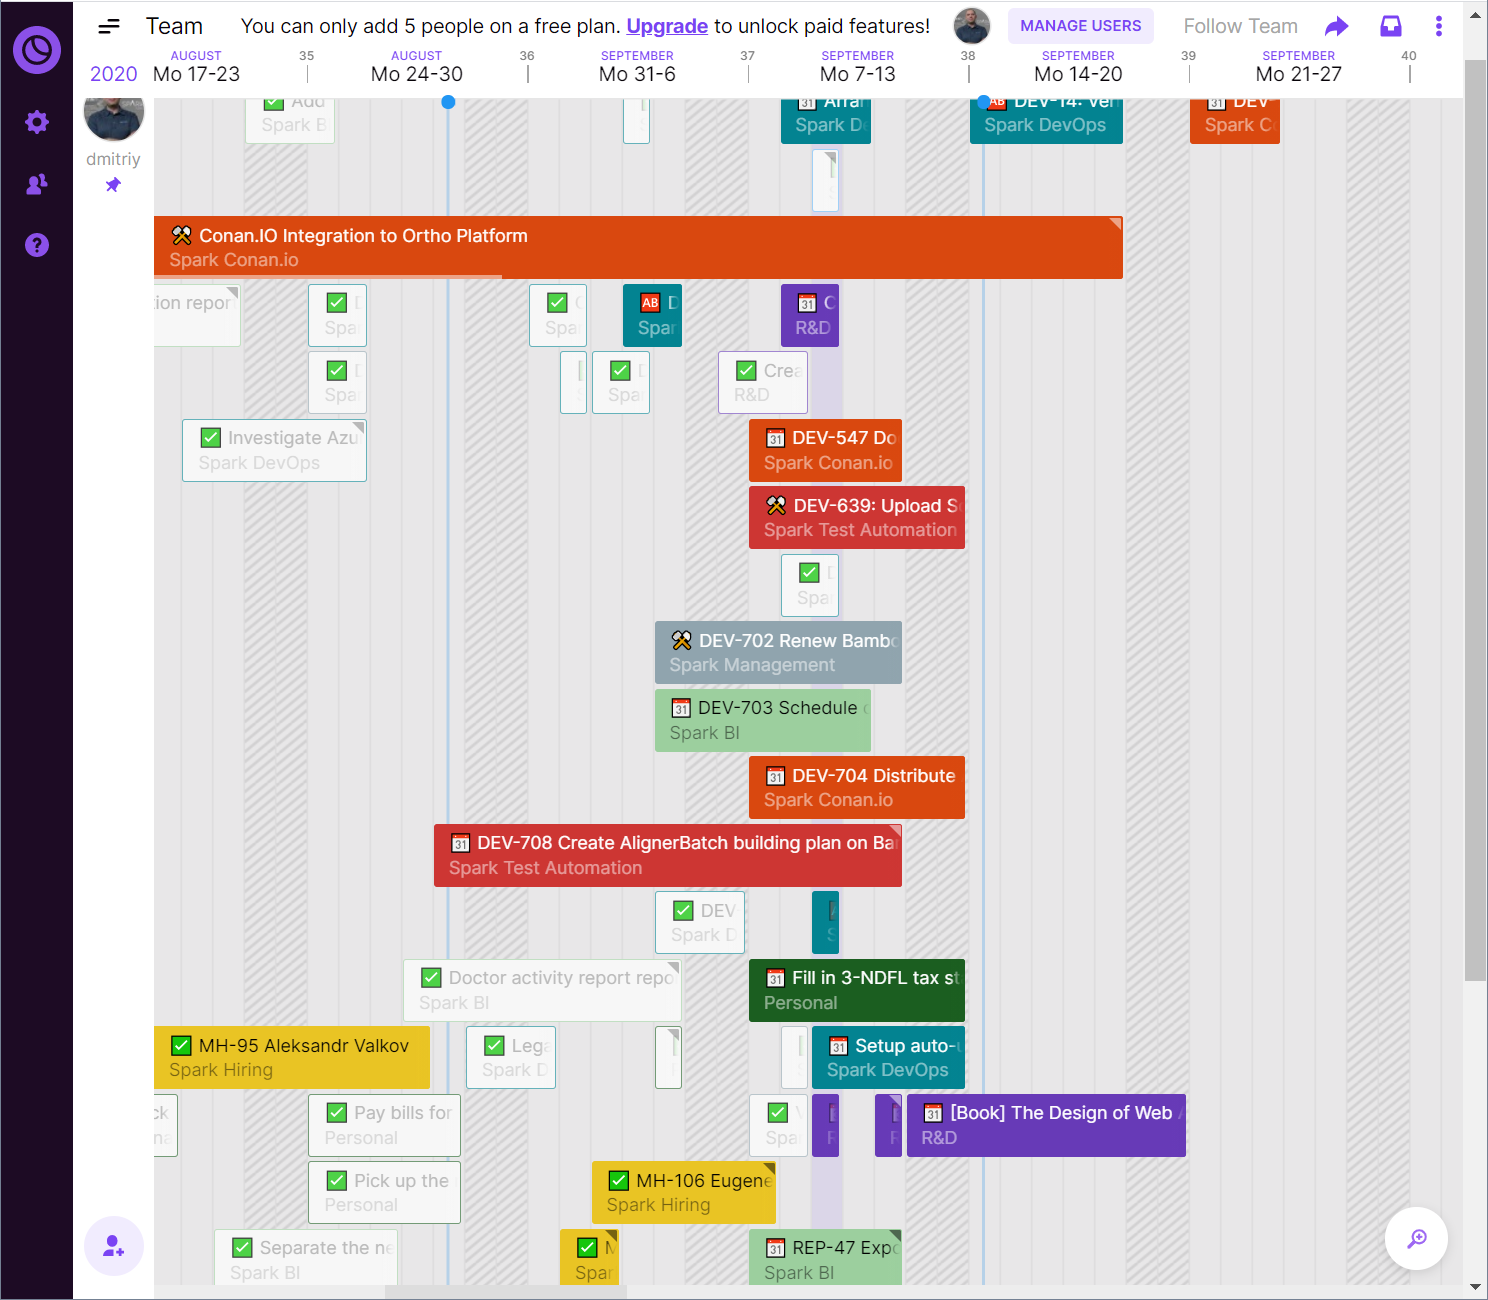 Team
You can only add 5 people on a free plan. Upgrade to unlock paid features!
MANAGE USERS
Follow Team
2020
AUGUST
Mo 17-23
35
AUGUST
Mo 24-30
36
SEPTEMBER
Mo 31-6
37
SEPTEMBER
Mo 7-13
38
SEPTEMBER
Mo 14-20
39
SEPTEMBER
Mo 21-27
40
dmitriy
Add
Spark B
Arran
Spark De
DEV-14: Ver
Spark DevOps
DEV-
Spark C
Conan.IO Integration to Ortho Platform
Spark Conan.io
tion repor
Spa
Spa
Spar
R&D
Spa
Spa
Crea
R&D
Investigate Azu
Spark DevOps
DEV-547 Do
Spark Conan.io
DEV-639: Upload S
Spark Test Automation
Spa
DEV-702 Renew Bambo
Spark Management
DEV-703 Schedule
Spark BI
DEV-704 Distribute
Spark Conan.io
DEV-708 Create AlignerBatch building plan on Ba
Spark Test Automation
DEV-
Spark D
Doctor activity report repo
Spark BI
Fill in 3-NDFL tax st
Personal
MH-95 Aleksandr Valkov
Spark Hiring
Lega
Spark D
Setup auto-u
Spark DevOps
ck
na
Pay bills for
Personal
Spa
[Book] The Design of Web
R&D
Pick up the
Personal
MH-106 Eugene
Spark Hiring
Separate the ne
Spark BI
Spar
REP-47 Expo
Spark BI